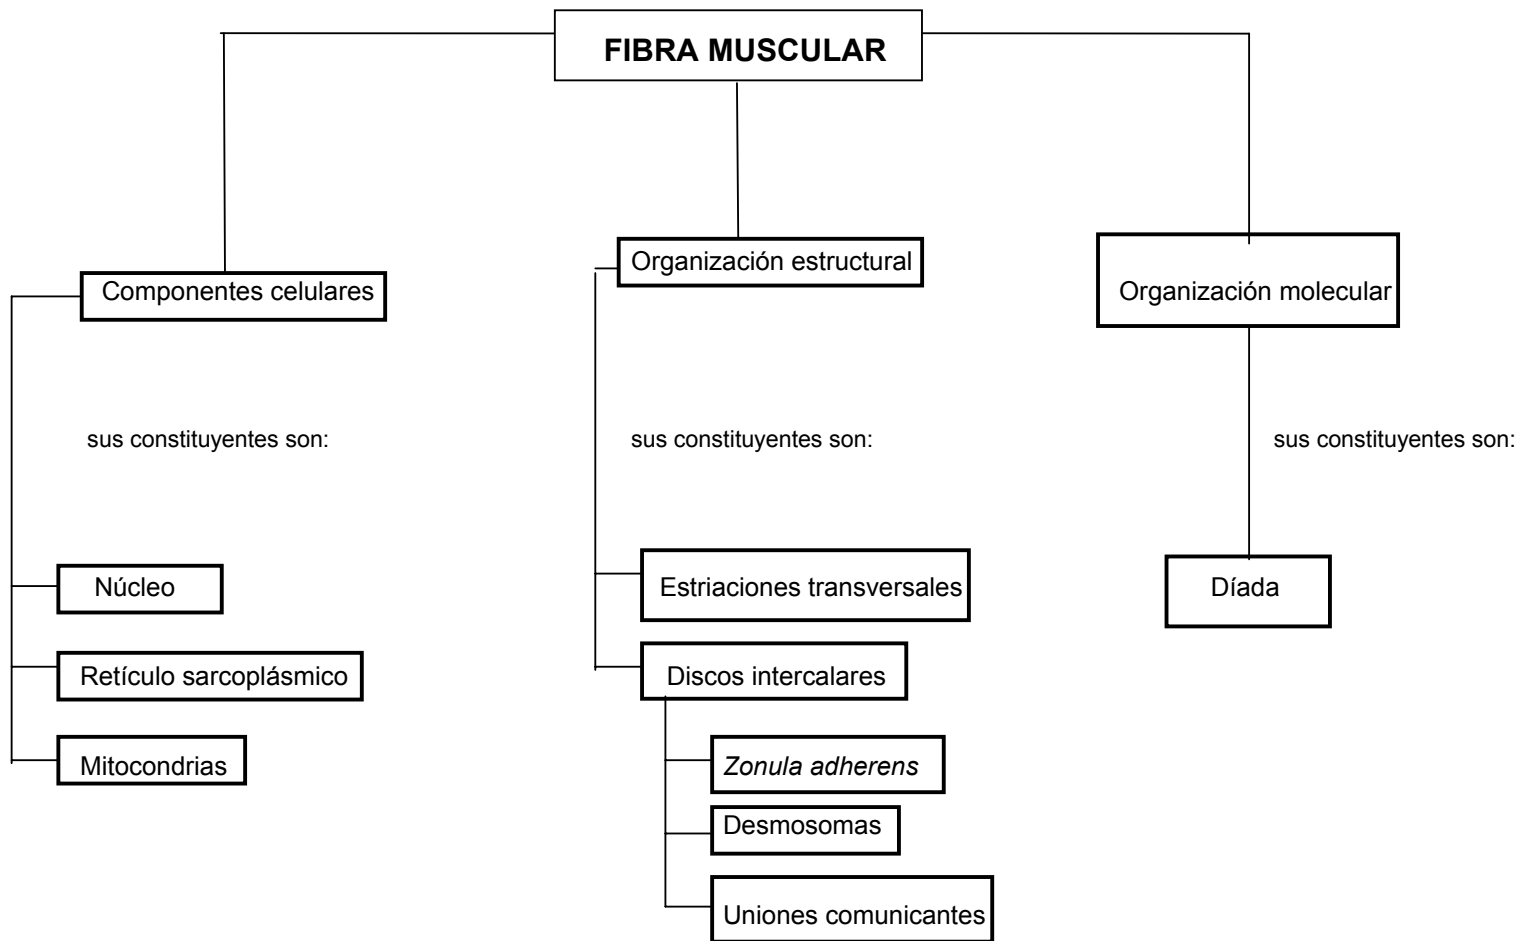 FIBRA MUSCULAR
Componentes celulares
sus constituyentes son:
Núcleo
Retículo sarcoplásmico
Mitocondrias
Organización estructural
sus constituyentes son:
Estriaciones transversales
Discos intercalares
Zonula adherens
Desmosomas
Uniones comunicantes
Organización molecular
sus constituyentes son:
Díada